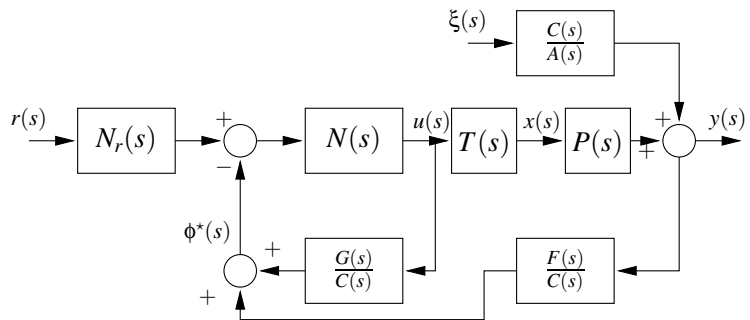 ξ(s)
C(s)
A(s)
r(s)
N_r(s)
+
−
N(s)
u(s)
T(s)
x(s)
P(s)
+
+
y(s)
ϕ⋆(s)
+
+
G(s)
C(s)
F(s)
C(s)